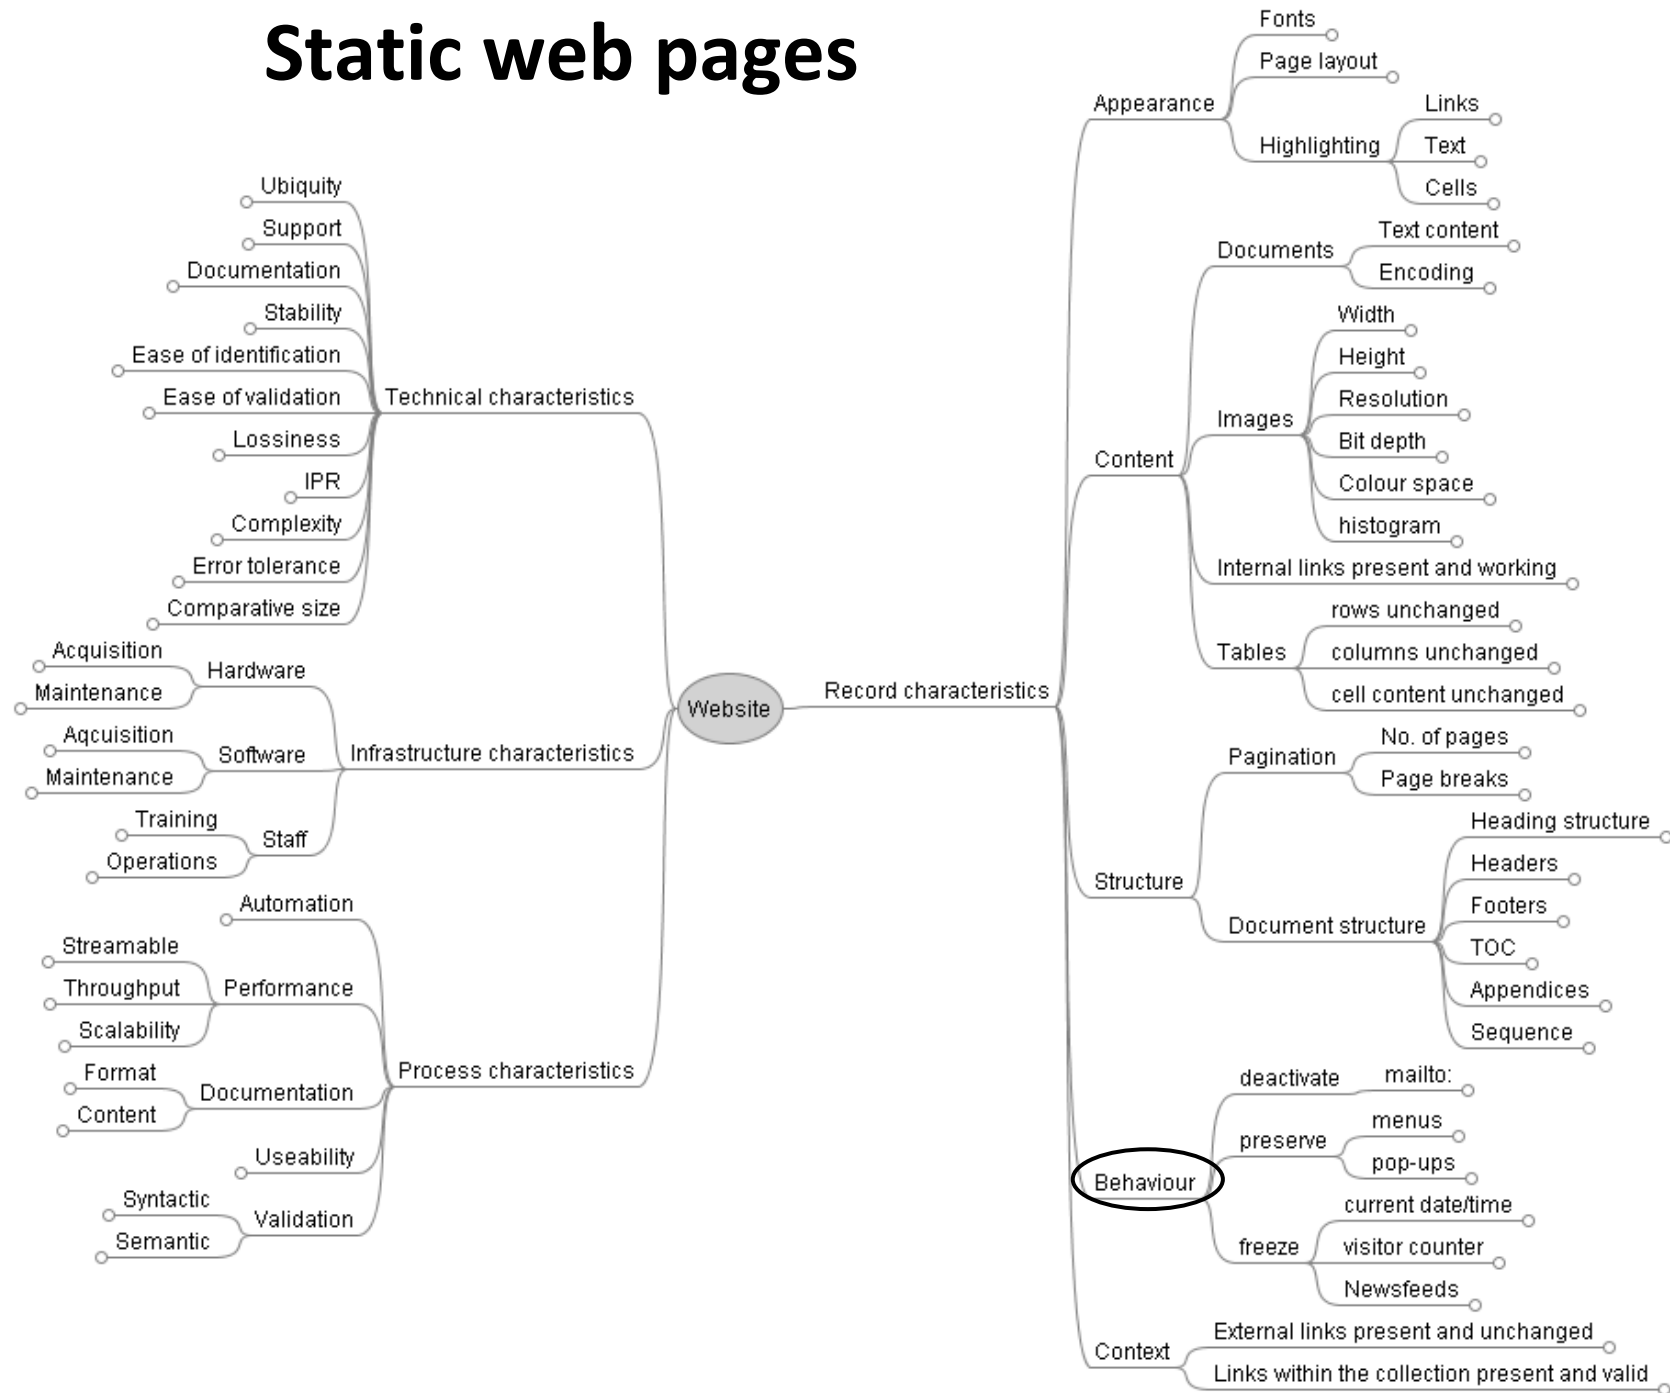 Static web pages
Website
Technical characteristics
Ubiquity
Support
Documentation
Stability
Ease of identification
Ease of validation
Lossiness
IPR
Complexity
Error tolerance
Comparative size
Infrastructure characteristics
Hardware
Acquisition
Maintenance
Software
Aqcuisition
Maintenance
Staff
Training
Operations
Process characteristics
Automation
Performance
Streamable
Throughput
Scalability
Documentation
Format
Content
Useability
Validation
Syntactic
Semantic
Record characteristics
Appearance
Fonts
Page layout
Highlighting
Links
Text
Cells
Content
Documents
Text content
Encoding
Images
Width
Height
Resolution
Bit depth
Colour space
histogram
Internal links present and working
Tables
rows unchanged
columns unchanged
cell content unchanged
Structure
Pagination
No. of pages
Page breaks
Document structure
Heading structure
Headers
Footers
TOC
Appendices
Sequence
Behaviour
deactivate
mailto:
preserve
menus
pop-ups
freeze
current date/time
visitor counter
Newsfeeds
Context
External links present and unchanged
Links within the collection present and valid